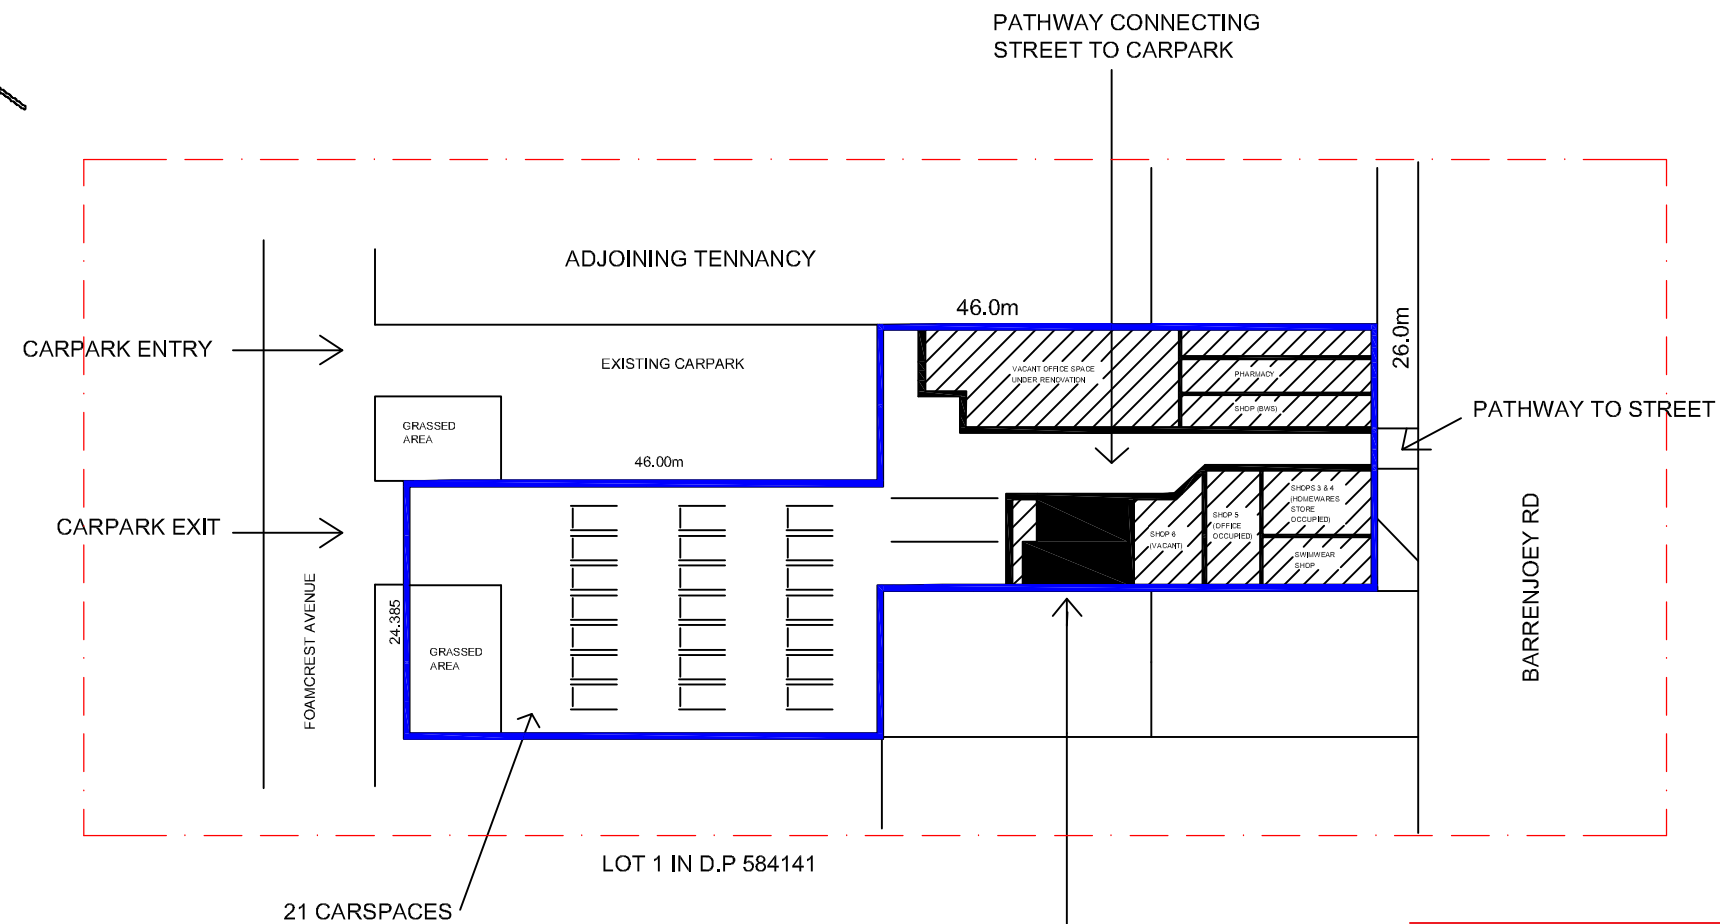 PATHWAY CONNECTING
STREET TO CARPARK
ADJOINING TENNANCY
46.0m
26.0m
CARPARK ENTRY
EXISTING CARPARK
VACANT OFFICE SPACE
UNDER RENOVATION
PHARMACY
SHOP (BWS)
PATHWAY TO STREET
GRASSED
AREA
46.00m
CARPARK EXIT
SHOPS 3 & 4
(HOMEWARES
STORE
OCCUPIED)
SHOP 5
(OFFICE
OCCUPIED)
SHOP 6
(VACANT)
SWIMWEAR
SHOP
BARRENJOEY RD
FOAMCREST AVENUE
24.385
GRASSED
AREA
LOT 1 IN D.P 584141
21 CARSPACES